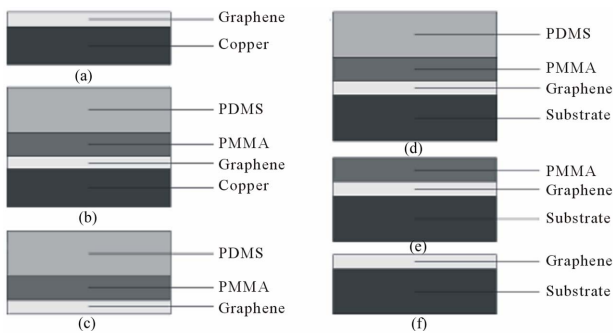 Graphene
Copper
(a)
PDMS
PMMA
Graphene
Copper
(b)
PDMS
PMMA
Graphene
(c)
PDMS
PMMA
Graphene
Substrate
(d)
PMMA
Graphene
Substrate
(e)
Graphene
Substrate
(f)